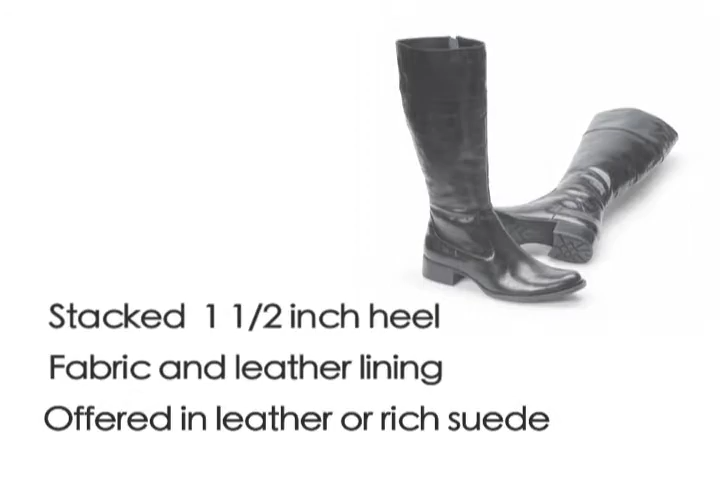 Stacked 1 1/2 inch heel
Fabric and leather lining
Offered in leather or rich suede